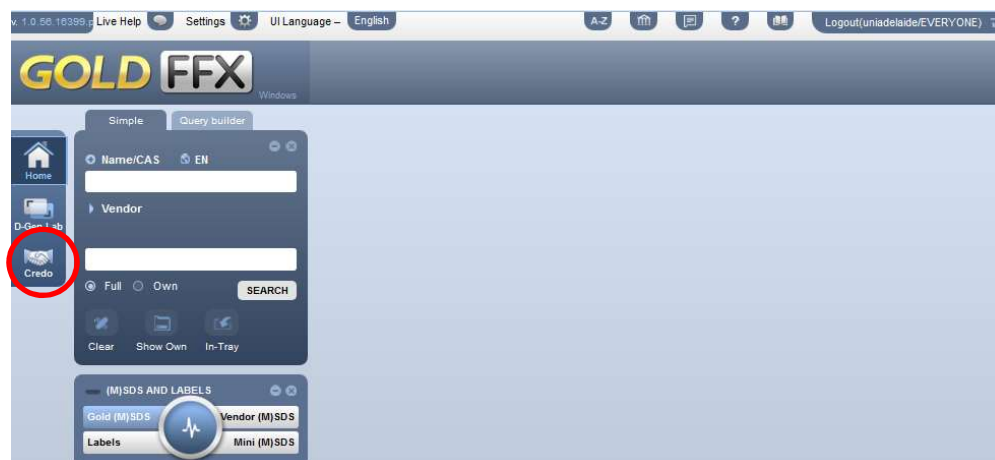 v. 1.0.56.16399.p Live Help Settings UI Language – English A-Z ? Logout(uniadelaide/EVERYONE)
GOLD FFX
Windows
Simple Query builder
Name/CAS EN
Home
Vendor
D-Gen Lab
Credo
Full Own SEARCH
Clear Show Own In-Tray
(M)SDS AND LABELS
Gold (M)SDS Vendor (M)SDS
Labels Mini (M)SDS